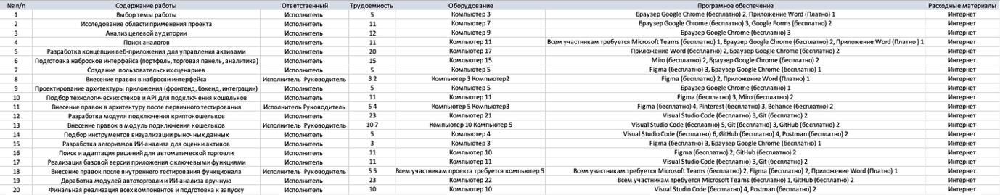 № п/п Содержание работы Ответственный Трудоемкость Оборудование Програмное обеспечение Расходные материалы
1 Выбор темы работы Исполнитель 5 Компьютер 3 Браузер Google Chrome (бесплатно) 2, Приложение Word (Платно) 1 Интернет
2 Исследование области применения проекта Исполнитель 11 Компьютер 7 Браузер Google Chrome (бесплатно) 3, Google Forms (бесплатно) 2 Интернет
3 Анализ целевой аудитории Исполнитель 12 Компьютер 9 Браузер Google Chrome (бесплатно) 3 Интернет
4 Поиск аналогов Исполнитель 11 Компьютер 11 Всем участникам требуется Microsoft Teams (бесплатно) 1, Браузер Google Chrome (бесплатно) 2, Приложение Word (Платно ) 1 Интернет
5 Разработка концепции веб-приложения для управления активами Исполнитель 20 Компьютер 17 Приложение Word (бесплатно) 2, Браузер Google Chrome (бесплатно) 2 Интернет
6 Подготовка набросков интерфейса (портфель, торговая панель, аналитика) Исполнитель 15 Компьютер 15 Miro (бесплатно) 2, Браузер Google Chrome (бесплатно) 2 Интернет
7 Создание пользовательских сценариев Исполнитель 5 Компьютер 5 Figma (бесплатно) 3, Браузер Google Chrome (бесплатно) 1 Интернет
8 Внесение правок в наброски интерфейса Исполнитель Руководитель 3 2 Компьютер 3 Компьютер2 Figma (бесплатно) 2, Приложение Word (Платно) 1 Интернет
9 Проектирование архитектуры приложения (фронтенд, бэкенд, интеграции) Исполнитель 5 Компьютер 5 Браузер Google Chrome (бесплатно) 1 Интернет
10 Подбор технологических стеков и API для подключения кошельков Исполнитель 11 Компьютер 11 Figma (бесплатно) 3, Miro (бесплатно) 2 Интернет
11 Внесение правок в архитектуру после первичного тестирования Исполнитель Руководитель 5 4 Компьютер 5 Компьютер3 Figma (бесплатно) 4, Pinterest (бесплатно) 3, Behance (бесплатно) 2 Интернет
12 Разработка модуля подключения криптокошельков Исполнитель 23 Компьютер 21 Visual Studio Code (бесплатно) 3, Git (бесплатно) 2 Интернет
13 Внесение правок в модуль подключения кошельков Исполнитель Руководитель 10 7 Компьютер 10 Компьютер 5 Visual Studio Code (бесплатно) 5, Git (бесплатно) 3, GitHub (бесплатно) 2 Интернет
14 Подбор инструментов визуализации рыночных данных Исполнитель 5 Компьютер 4 Visual Studio Code (бесплатно) 6, GitHub (бесплатно) 4, Postman (бесплатно) 2 Интернет
15 Разработка алгоритмов ИИ-анализа для оценки активов Исполнитель 3 Компьютер 3 Figma (бесплатно) 3, Браузер Google Chrome (бесплатно) 1 Интернет
16 Поиск и адаптация решений для автоматической торговли Исполнитель 11 Компьютер 10 Figma (бесплатно) 2, GitHub (бесплатно) 2 Интернет
17 Реализация базовой версии приложения с ключевыми функциями Исполнитель 11 Компьютер 11 Visual Studio Code (бесплатно) 3, Git (бесплатно) 2 Интернет
18 Внесение правок после внутреннего тестирования функционала Исполнитель Руководитель 5 5 Всем участникам проекта требуется компьютер 5 Всем участникам требуется Microsoft Teams (бесплатно) 2, Figma (бесплатно) 2, Приложение Word (Платно) 1 Интернет
19 Доработка модулей автоторговли и ИИ-анализа вручную Исполнитель 23 Компьютер 22 Всем участникам требуется Microsoft Teams (бесплатно) 1, GitHub (бесплатно) 2 Интернет
20 Финальная реализация всех компонентов и подготовка к запуску Исполнитель 10 Компьютер 10 Visual Studio Code (бесплатно) 4, Postman (бесплатно) 2 Интернет